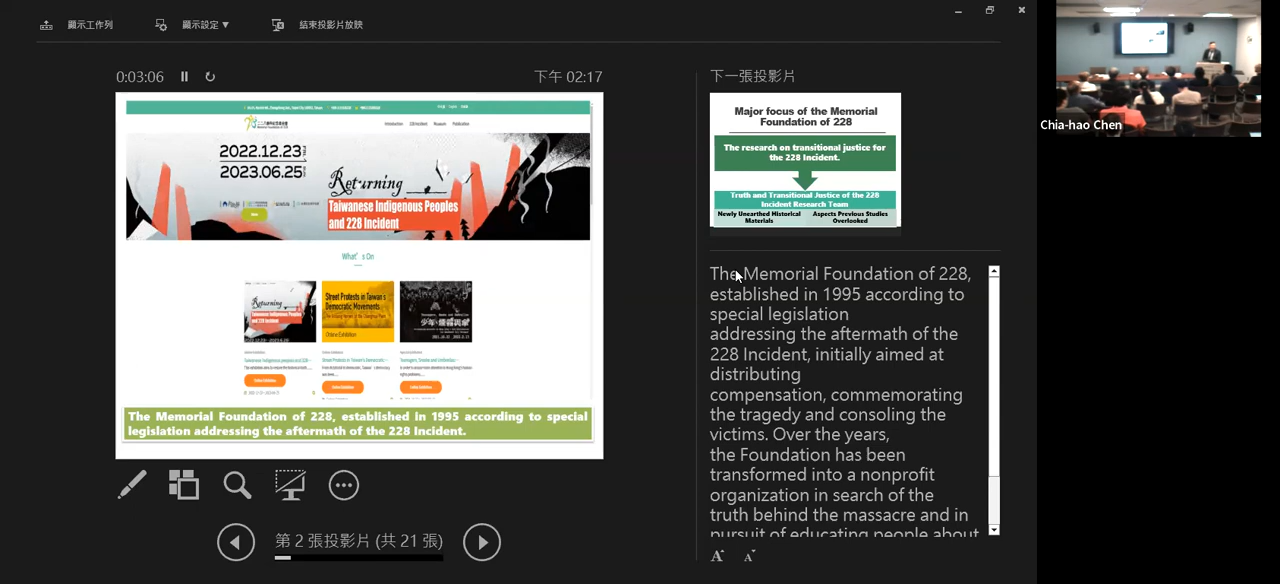 顯示工作列
顯示設定 ▼
結束投影片放映
0:03:06
下午 02:17
下一張投影片
Introduction
228 Incident
Museum
Publication
2022.12.23
2023.06.25
Returning
Taiwanese Indigenous Peoples
and 228 Incident
What's On
Returning
Street Protests in Taiwan's
Democratic Movements
Online Exhibition
The Memorial Foundation of 228, established in 1995 according to special
legislation addressing the aftermath of the 228 Incident.
第 2 張投影片 (共 21 張)
Major focus of the Memorial
Foundation of 228
The research on transitional justice for
the 228 Incident.
Truth and Transitional Justice of the 228
Incident Research Team
Newly Unearthed Historical
Materials
Aspects Previous Studies
Overlooked
The Memorial Foundation of 228,
established in 1995 according to
special legislation
addressing the aftermath of the
228 Incident, initially aimed at
distributing
compensation, commemorating
the tragedy and consoling the
victims. Over the years,
the Foundation has been
transformed into a nonprofit
organization in search of the
truth behind the massacre and in
pursuit of educating people about
A
A
Chia-hao Chen